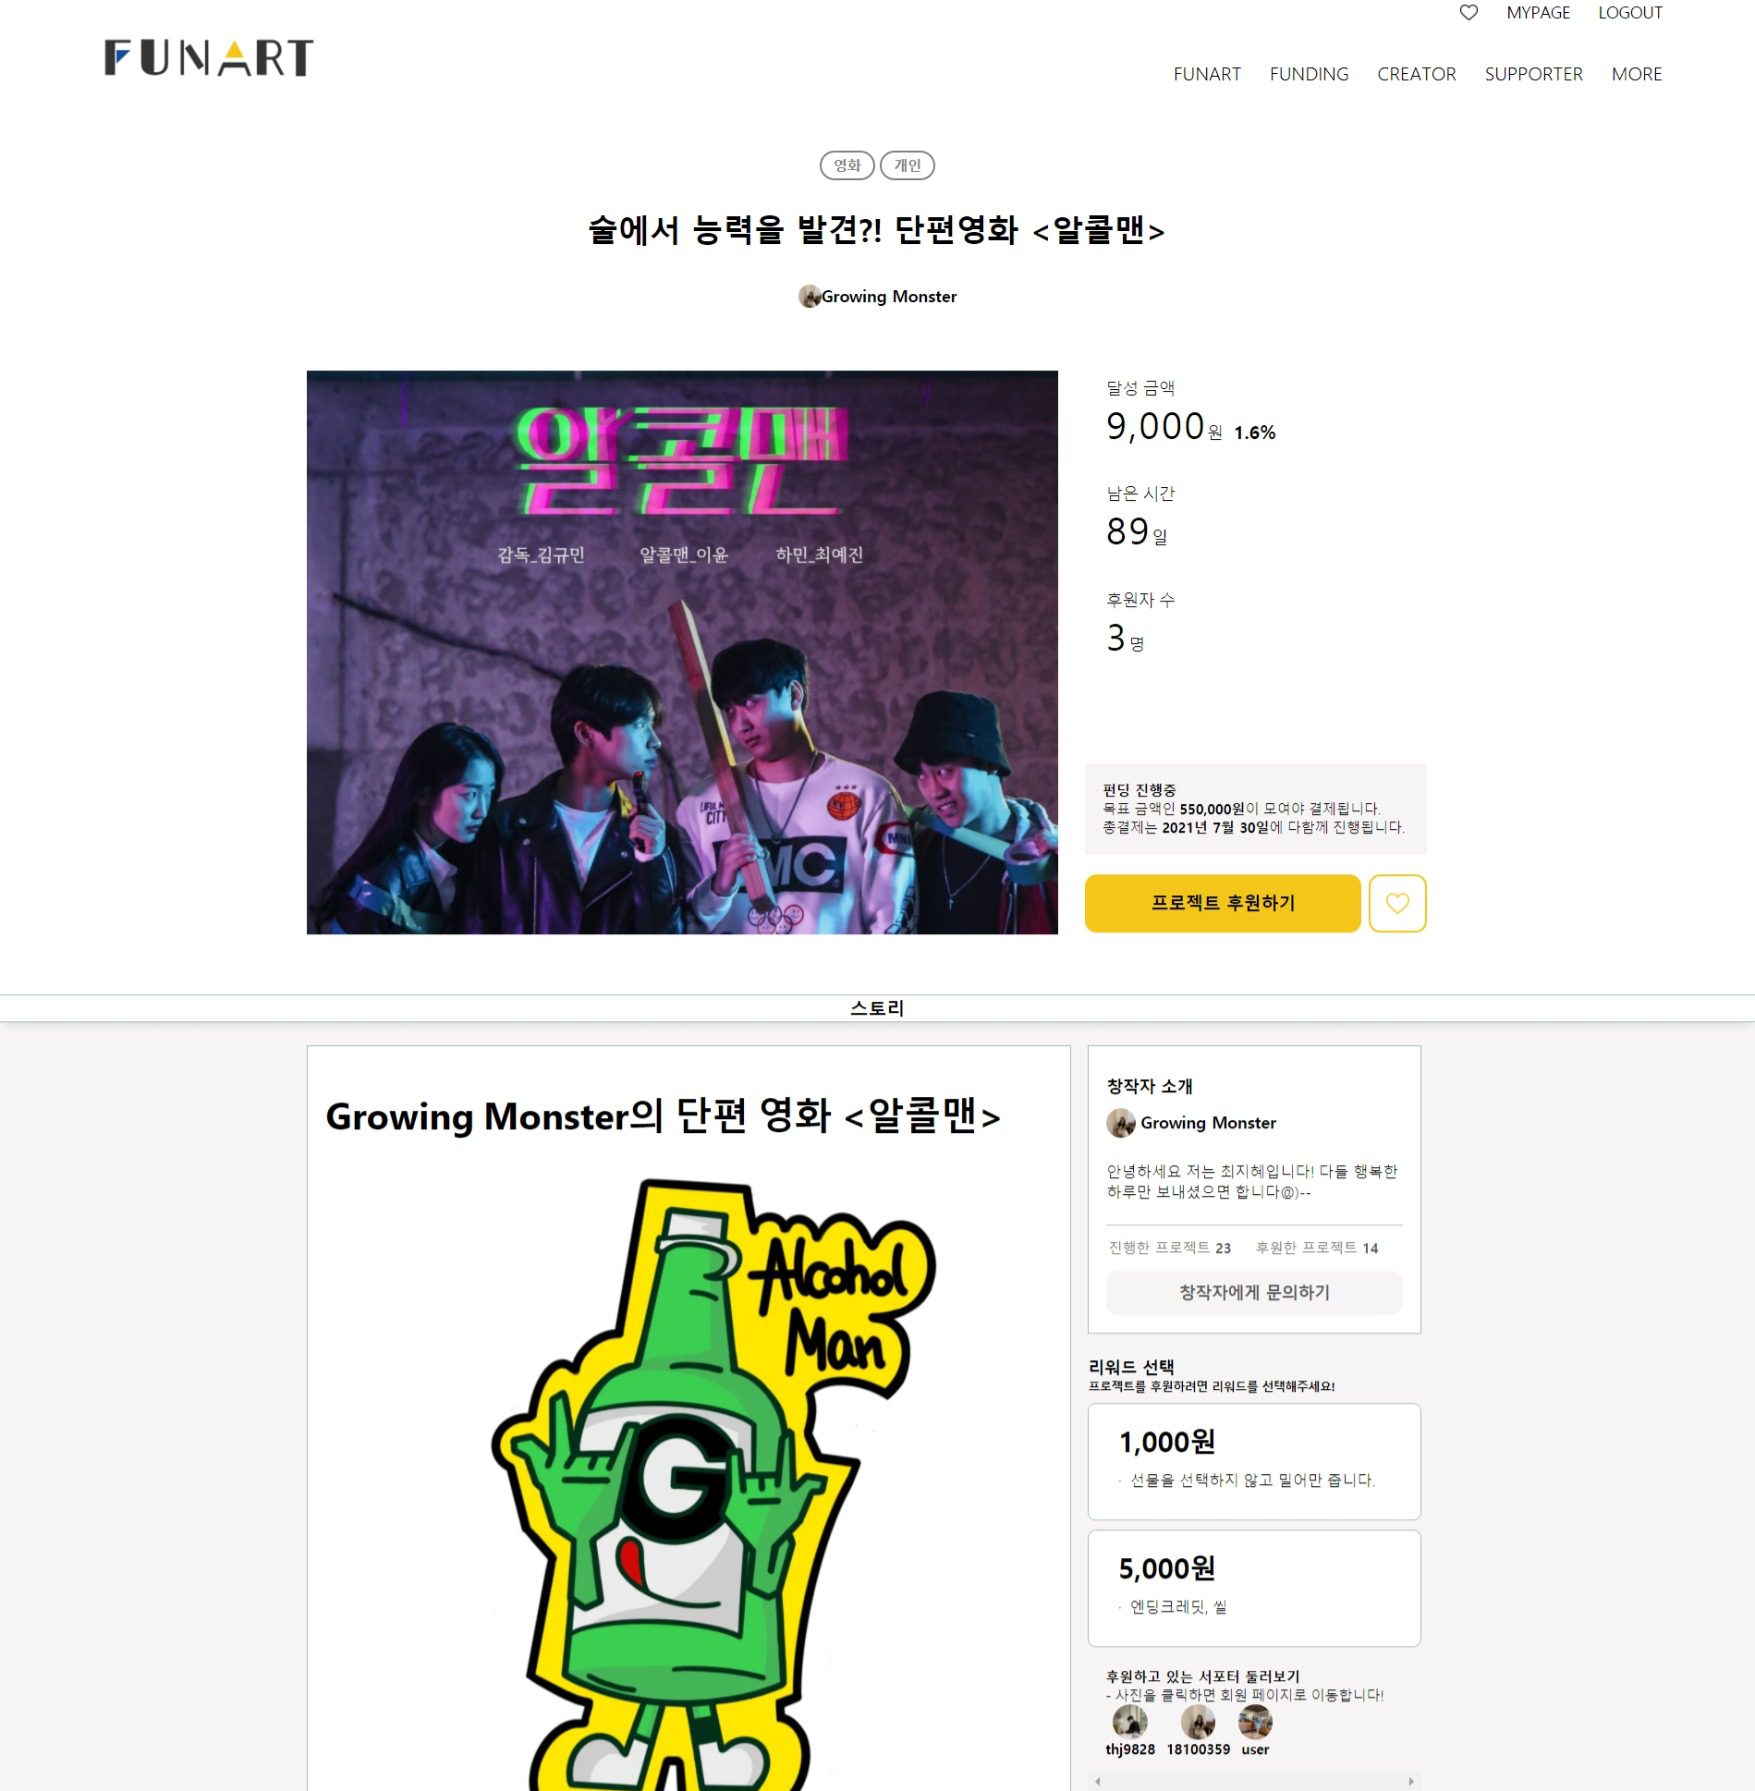 MYPAGE LOGOUT
FUNART
FUNART FUNDING CREATOR SUPPORTER MORE
영화 개인
술에서 능력을 발견?! 단편영화 <알콜맨>
Growing Monster
알콜맨
감독_김규민 알콜맨_이윤 하민_최예진
CITY
MC
달성 금액
9,000원 1.6%
남은 시간
89일
후원자 수
3명
펀딩 진행중
목표 금액인 550,000원이 모여야 결제됩니다.
총결제는 2021년 7월 30일에 다함께 진행됩니다.
프로젝트 후원하기
스토리
Growing Monster의 단편 영화 <알콜맨>
Alcohol
Man
G
창작자 소개
Growing Monster
안녕하세요 저는 최지혜입니다! 다들 행복한
하루만 보내셨으면 합니다@)--
진행한 프로젝트 23 후원한 프로젝트 14
창작자에게 문의하기
리워드 선택
프로젝트를 후원하려면 리워드를 선택해주세요!
1,000원
· 선물을 선택하지 않고 밀어만 줍니다.
5,000원
· 엔딩크레딧, 씰
후원하고 있는 서포터 둘러보기
- 사진을 클릭하면 회원 페이지로 이동합니다!
thj9828 18100359 user